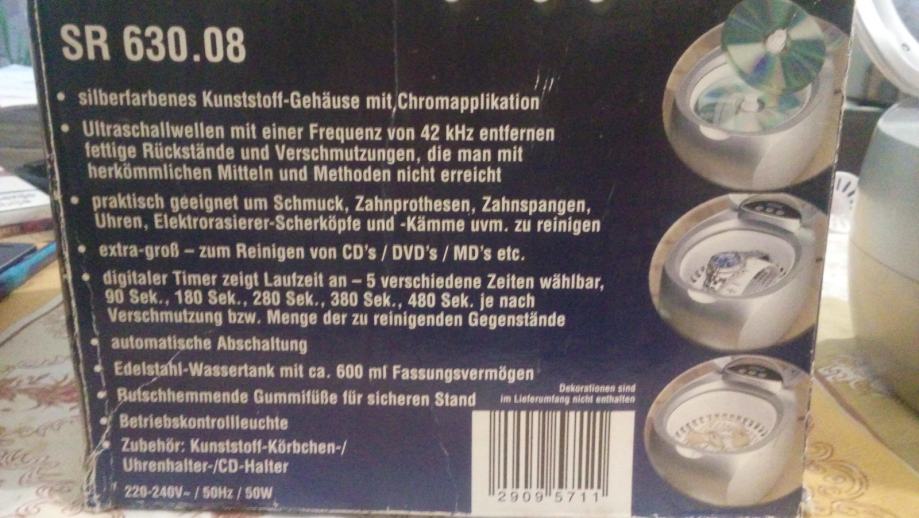 SR 630.08
• silberfarbenes Kunststoff-Gehäuse mit Chromapplikation
• Ultraschallwellen mit einer Frequenz von 42 kHz entfernen
fettige Rückstände und Verschmutzungen, die man mit
herkömmlichen Mitteln und Methoden nicht erreicht
• praktisch geeignet um Schmuck, Zahnprothesen, Zahnspangen,
Uhren, Elektrorasierer-Scherköpfe und -Kämme uvm. zu reinigen
• extra-groß – zum Reinigen von CD's / DVD's / MD's etc.
• digitaler Timer zeigt Laufzeit an – 5 verschiedene Zeiten wählbar,
90 Sek., 180 Sek., 280 Sek., 380 Sek., 480 Sek. je nach
Verschmutzung bzw. Menge der zu reinigenden Gegenstände
• automatische Abschaltung
• Edelstahl-Wassertank mit ca. 600 ml Fassungsvermögen
• Rutschhemmende Gummifüße für sicheren Stand
• Betriebskontrollleuchte
• Zubehör: Kunststoff-Körbchen-/
Uhrenhalter-/CD-Halter
220-240V~ / 50Hz / 50W
Dekorationen sind
im Lieferumfang nicht enthalten
2909 5711